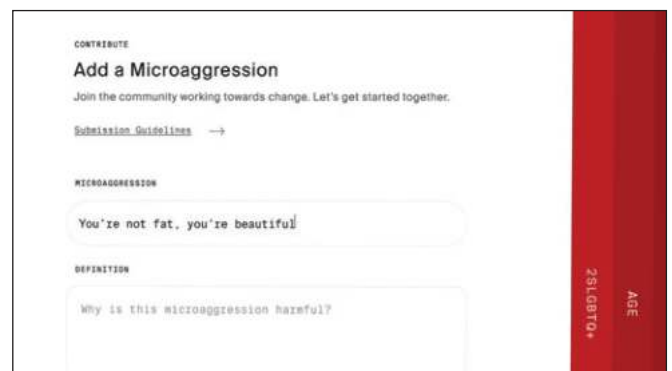 CONTRIBUTE
Add a Microaggression
Join the community working towards change. Let's get started together.
Submission Guidelines →
MICROAGGRESSION
You're not fat, you're beautiful
DEFINITION
Why is this microaggression harmful?
2SLGBTQ+
AGE